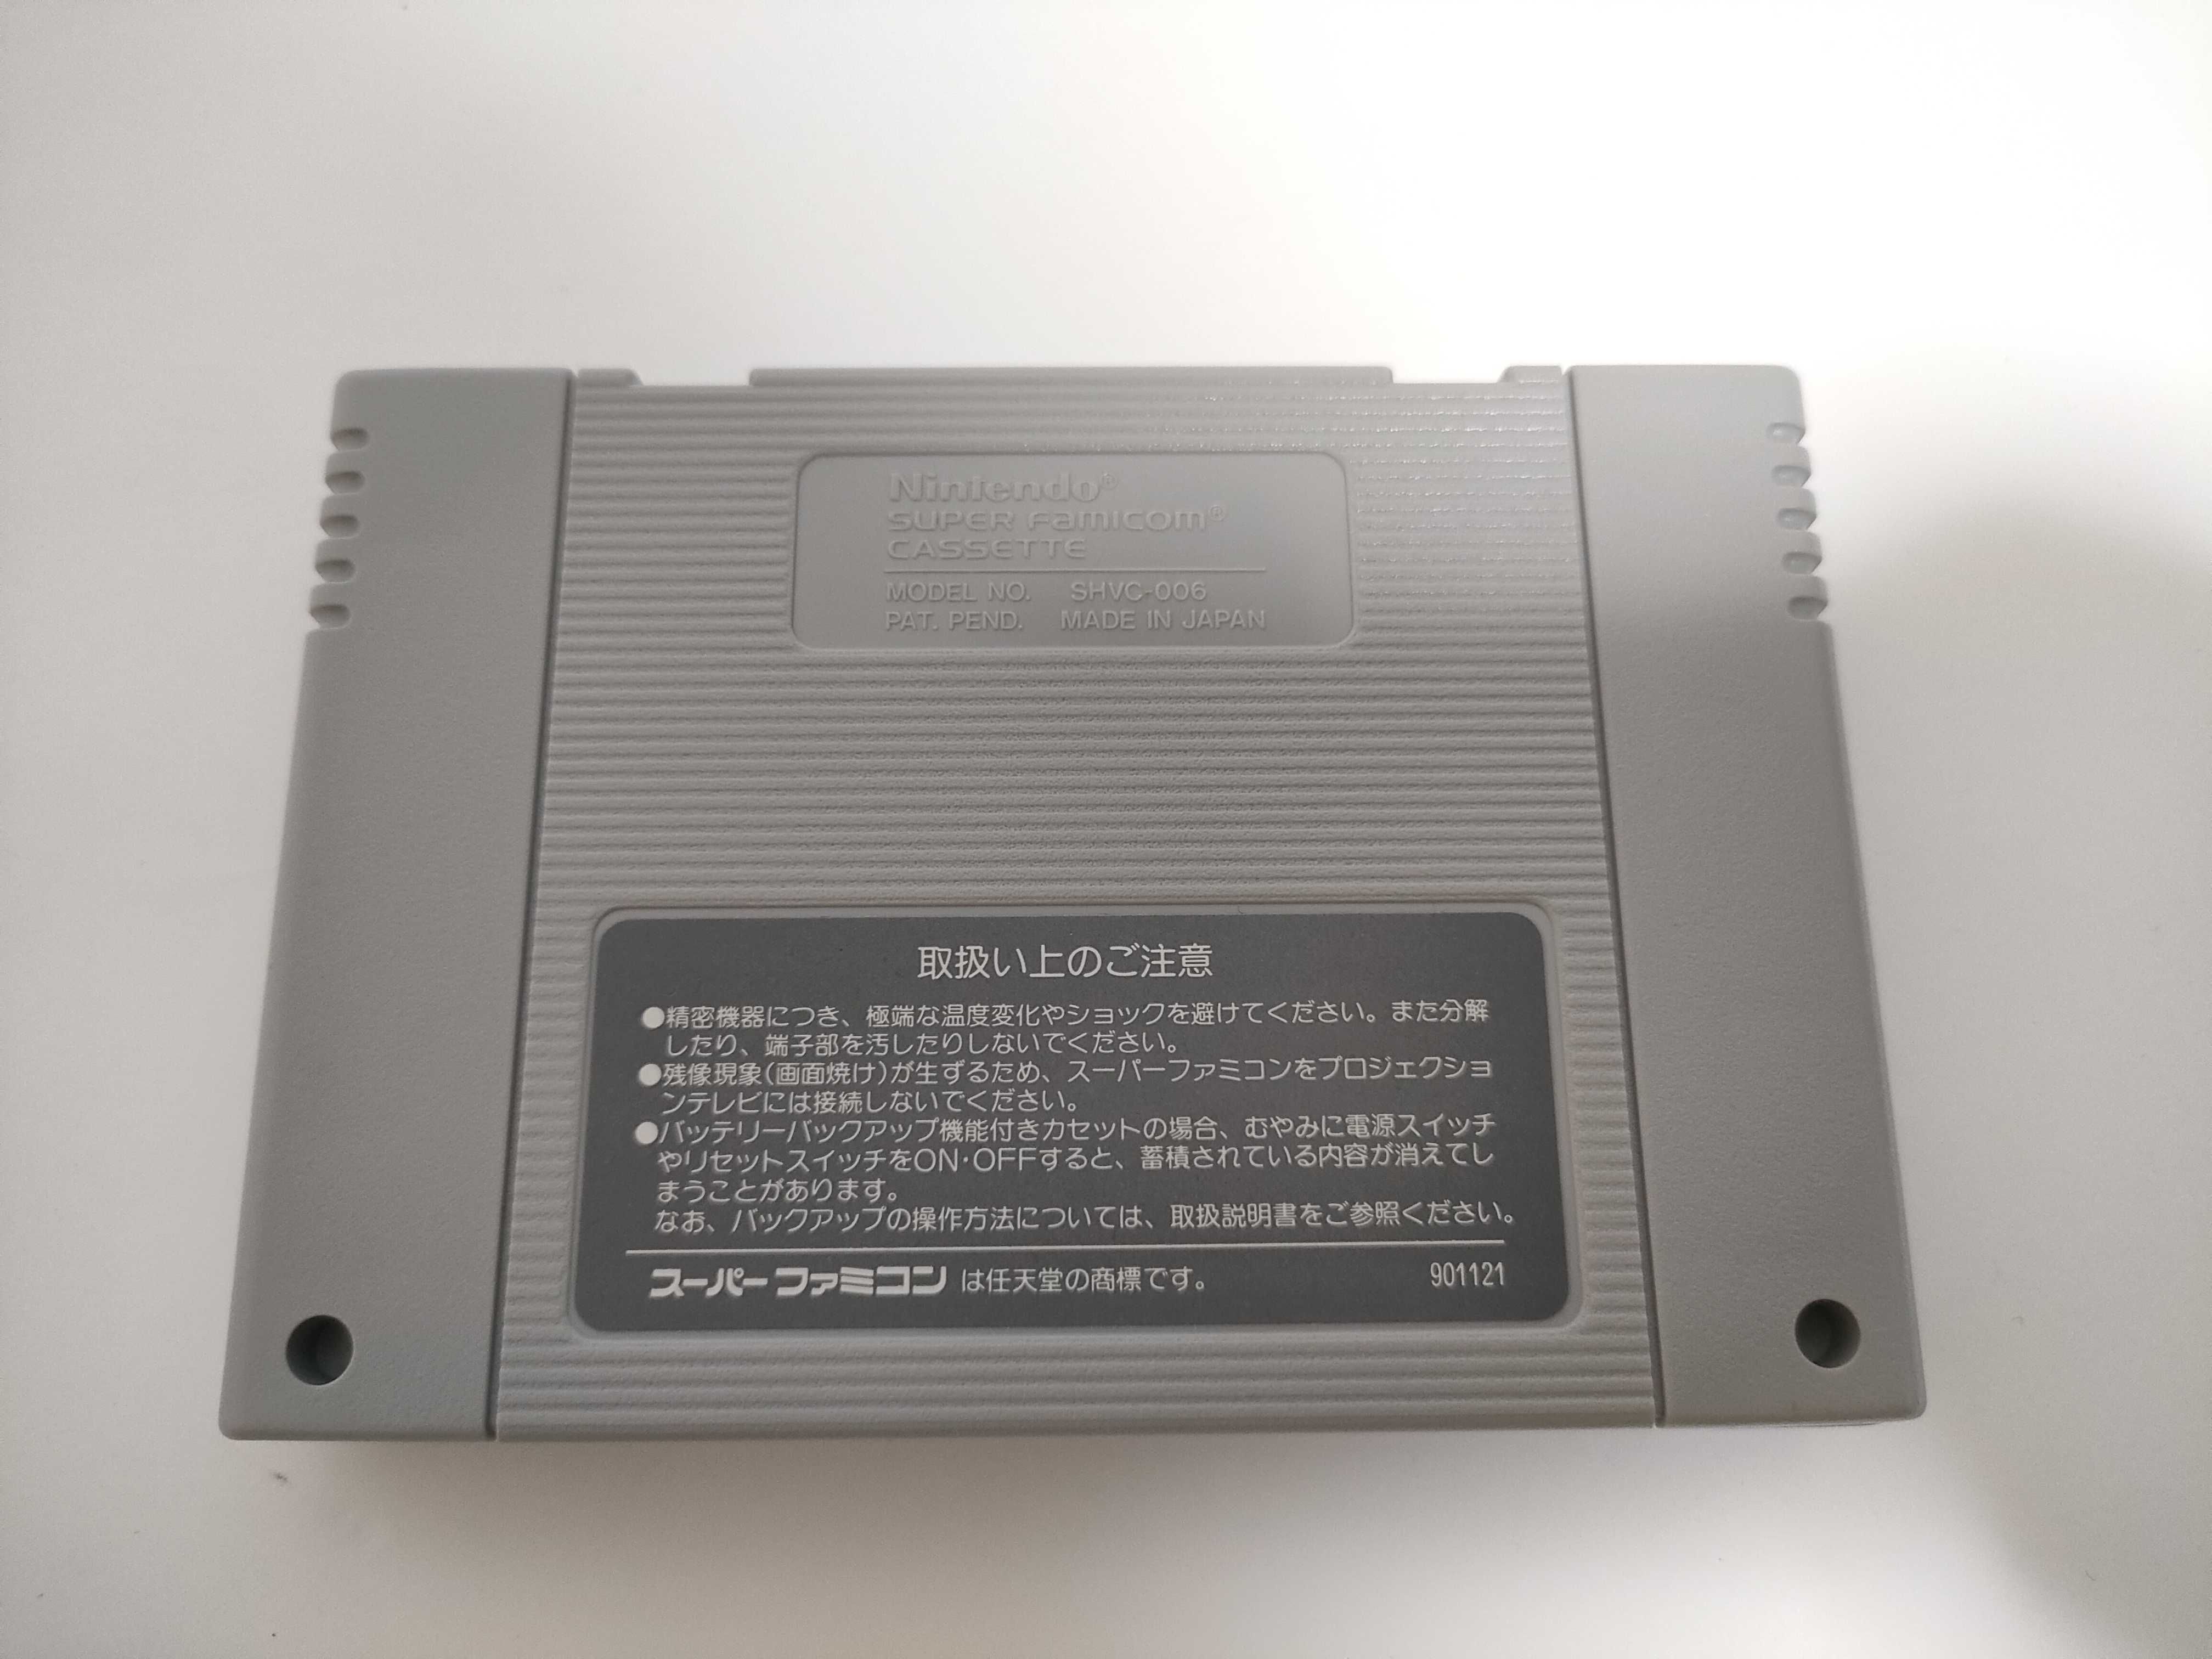 Nintendo®
SUPER Famicom®
CASSETTE
MODEL NO. SHVC-006
PAT. PEND. MADE IN JAPAN
取扱い上のご注意
●精密機器につき、極端な温度変化やショックを避けてください。また分解
したり、端子部を汚したりしないでください。
●残像現象(画面焼け)が生ずるため、スーパーファミコンをプロジェクショ
ンテレビには接続しないでください。
●バッテリーバックアップ機能付きカセットの場合、むやみに電源スイッチ
やリセットスイッチをON・OFFすると、蓄積されている内容が消えてし
まうことがあります。
なお、バックアップの操作方法については、取扱説明書をご参照ください。
スーパーファミコン は任天堂の商標です。 901121